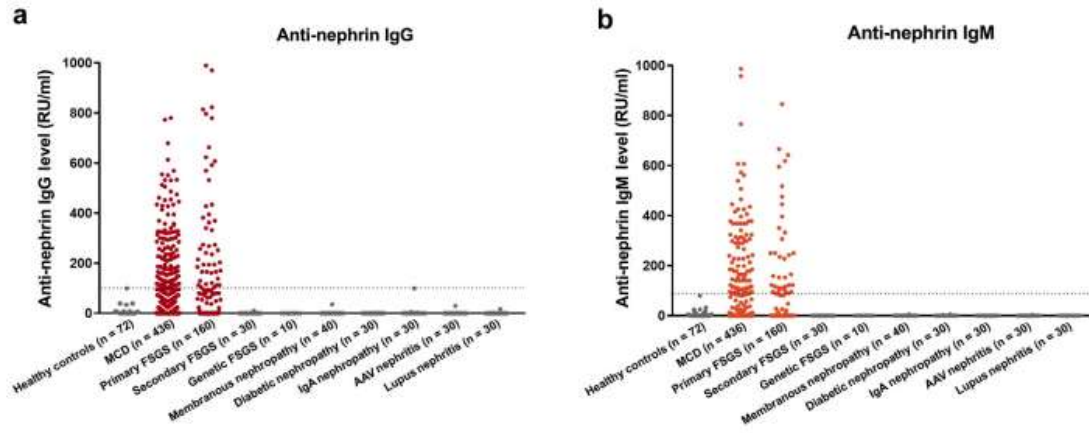 a
Anti-nephrin IgG
Anti-nephrin IgG level (RU/ml)
1000
800
600
400
200
0
Healthy controls (n = 72)
MCD (n = 436)
Primary FSGS (n = 160)
Secondary FSGS (n = 30)
Genetic FSGS (n = 10)
Membranous nephropathy (n = 40)
Diabetic nephropathy (n = 30)
IgA nephropathy (n = 30)
AAV nephritis (n = 30)
Lupus nephritis (n = 30)
b
Anti-nephrin IgM
Anti-nephrin IgM level (RU/ml)
1000
800
600
400
200
0
Healthy controls (n = 72)
MCD (n = 436)
Primary FSGS (n = 160)
Secondary FSGS (n = 30)
Genetic FSGS (n = 10)
Membranous nephropathy (n = 40)
Diabetic nephropathy (n = 30)
IgA nephropathy (n = 30)
AAV nephritis (n = 30)
Lupus nephritis (n = 30)